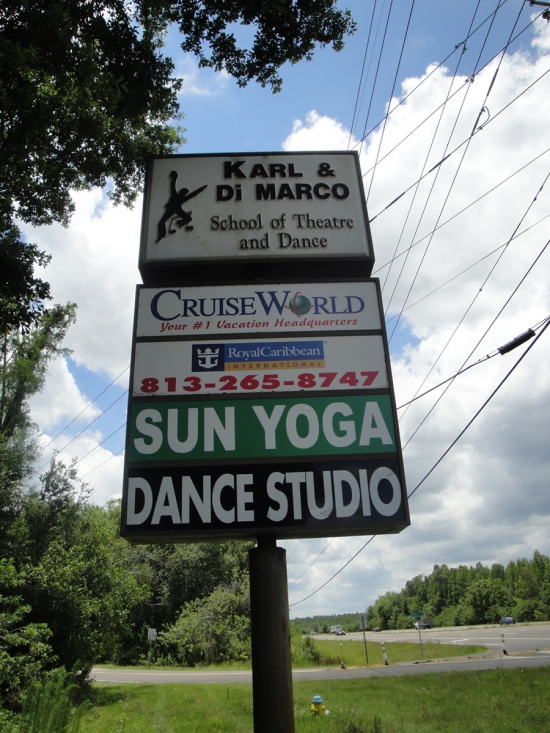 KARL &
DI MARCO
School of Theatre
and Dance
CRUISEWORLD
Your #1 Vacation Headquarters
RoyalCaribbean
INTERNATIONAL
813-265-8747
SUN YOGA
DANCE STUDIO